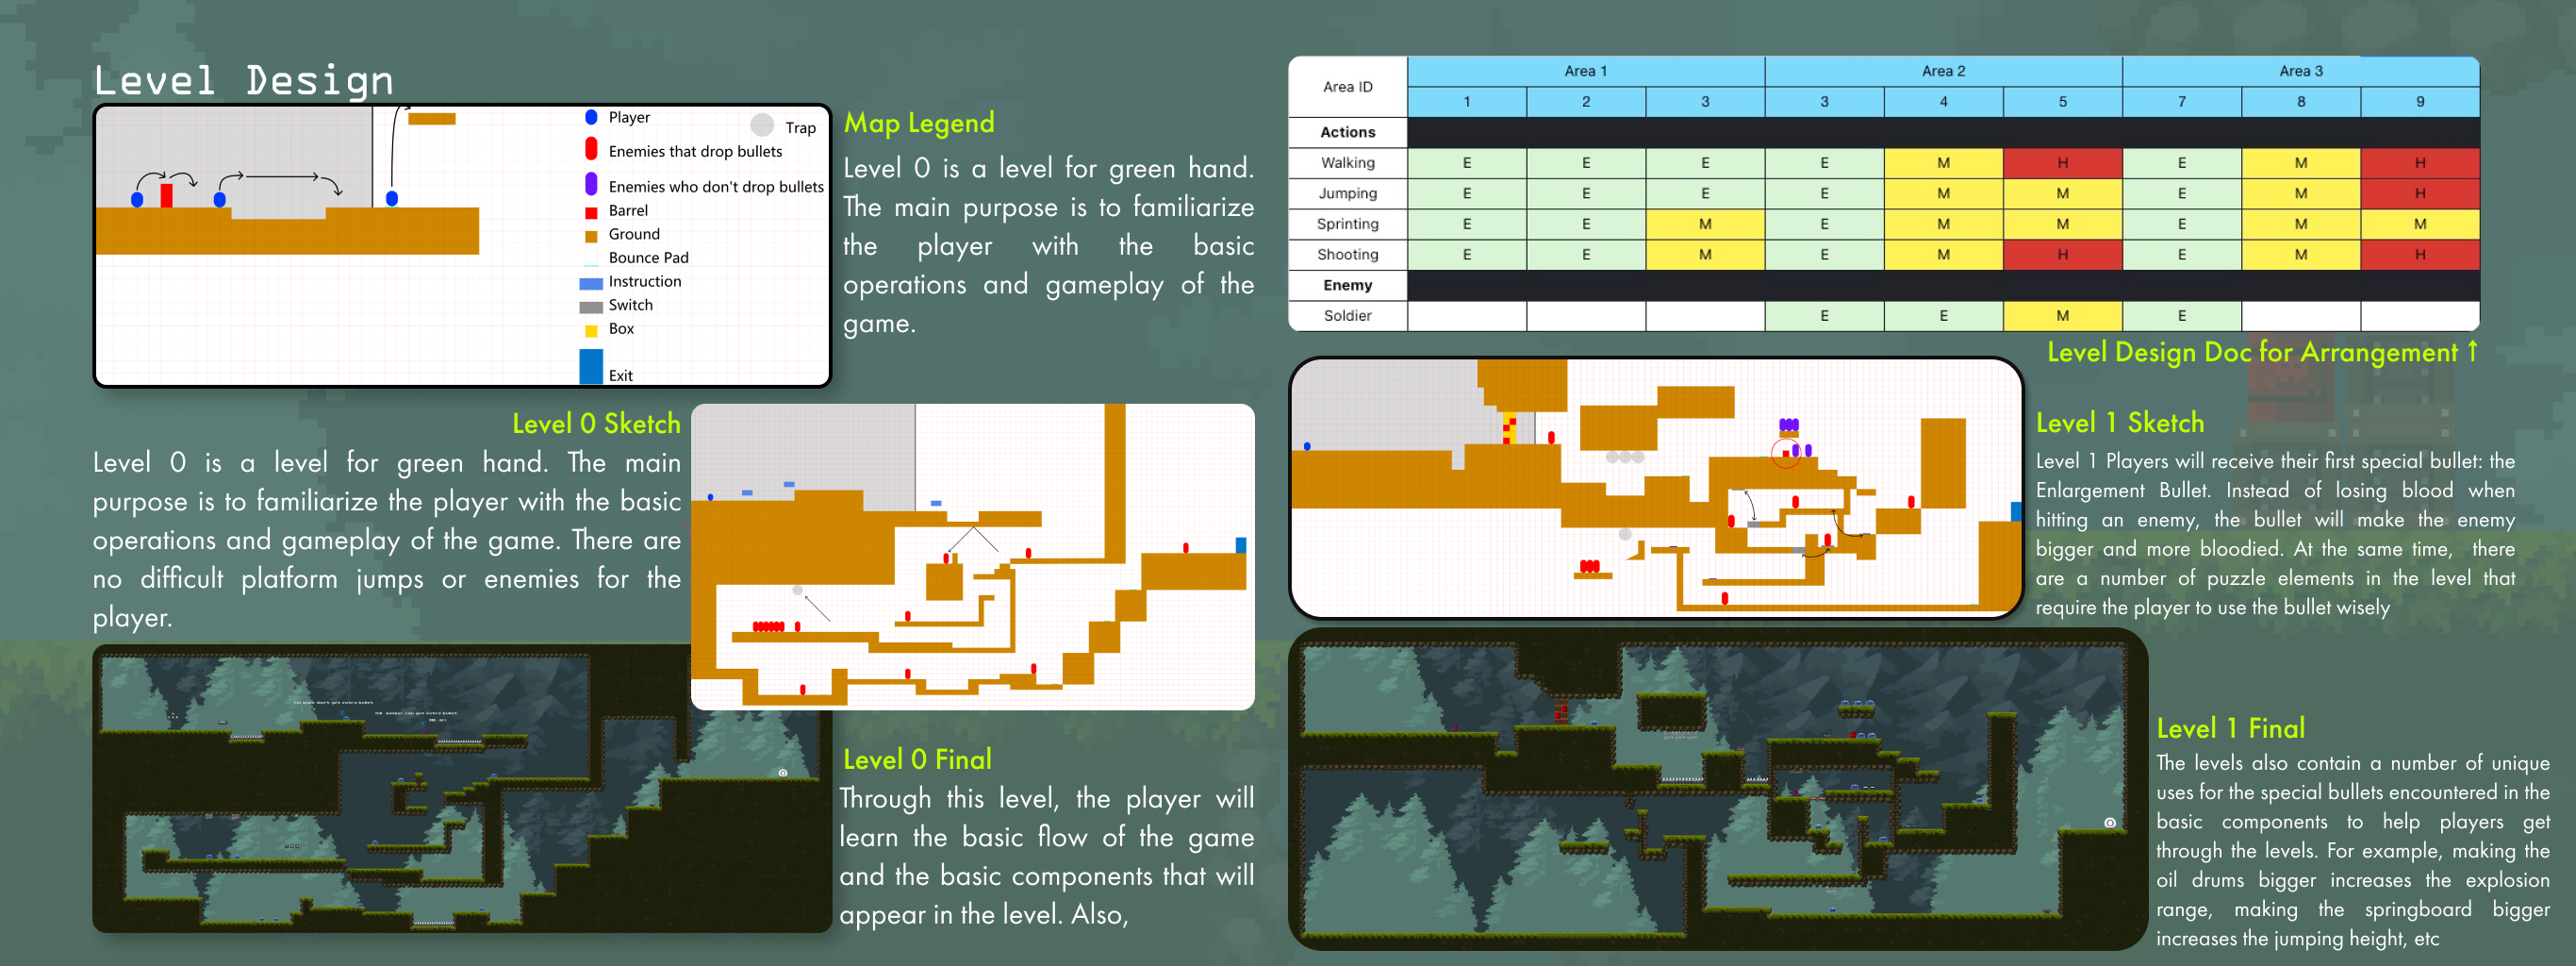 Level Design
Player
Trap
Enemies that drop bullets
Enemies who don't drop bullets
Barrel
Ground
Bounce Pad
Instruction
Switch
Box
Exit
Map Legend
Level 0 is a level for green hand.
The main purpose is to familiarize
the player with the basic
operations and gameplay of the
game.
Level 0 Sketch
Level 0 is a level for green hand. The main
purpose is to familiarize the player with the basic
operations and gameplay of the game. There are
no difficult platform jumps or enemies for the
player.
Level 0 Final
Through this level, the player will
learn the basic flow of the game
and the basic components that will
appear in the level. Also,
Area ID Area 1 Area 2 Area 3
1 2 3 3 4 5 7 8 9
Actions
Walking E E E E M H E M H
Jumping E E E E M M E M H
Sprinting E E M E M M E M M
Shooting E E M E M H E M H
Enemy
Soldier E E M E
Level Design Doc for Arrangement ↑
Level 1 Sketch
Level 1 Players will receive their first special bullet: the
Enlargement Bullet. Instead of losing blood when
hitting an enemy, the bullet will make the enemy
bigger and more bloodied. At the same time, there
are a number of puzzle elements in the level that
require the player to use the bullet wisely
Level 1 Final
The levels also contain a number of unique
uses for the special bullets encountered in the
basic components to help players get
through the levels. For example, making the
oil drums bigger increases the explosion
range, making the springboard bigger
increases the jumping height, etc